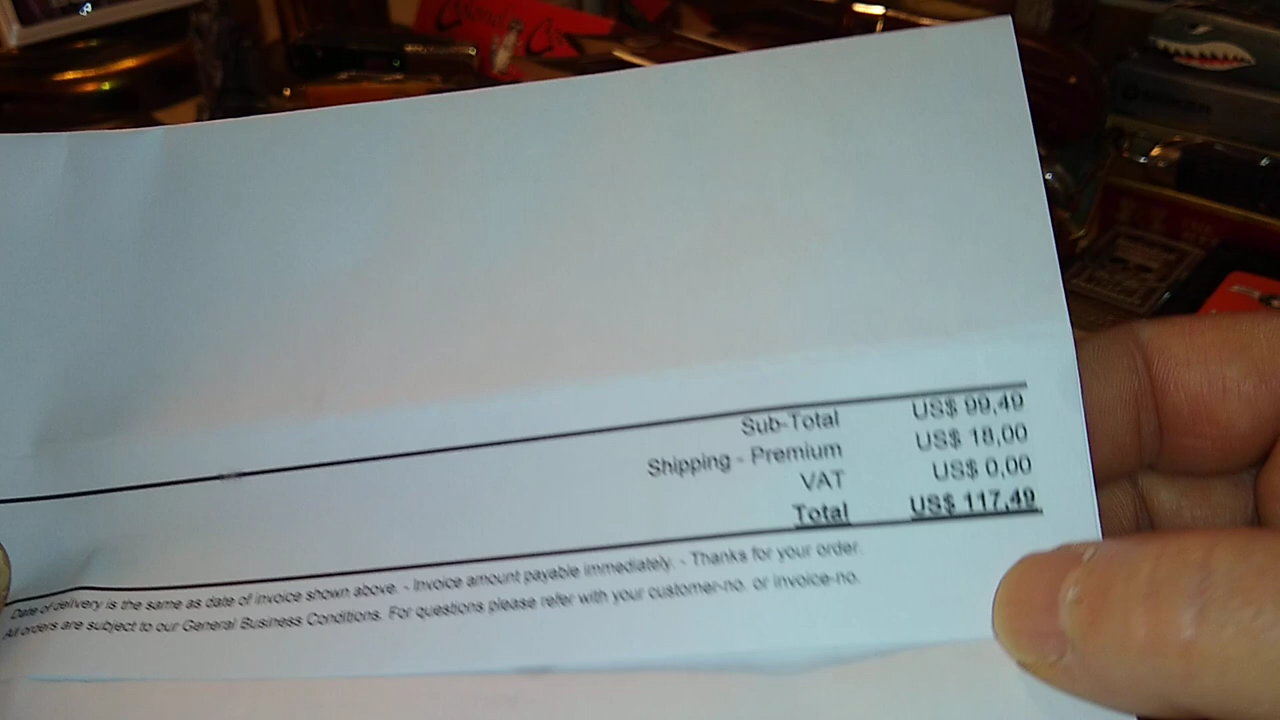 Sub-Total US$ 99,49
Shipping - Premium US$ 18,00
VAT US$ 0,00
Total US$ 117,49
Date of delivery is the same as date of invoice shown above. - Invoice amount payable immediately. - Thanks for your order.
All orders are subject to our General Business Conditions. For questions please refer with your customer-no. or invoice-no.